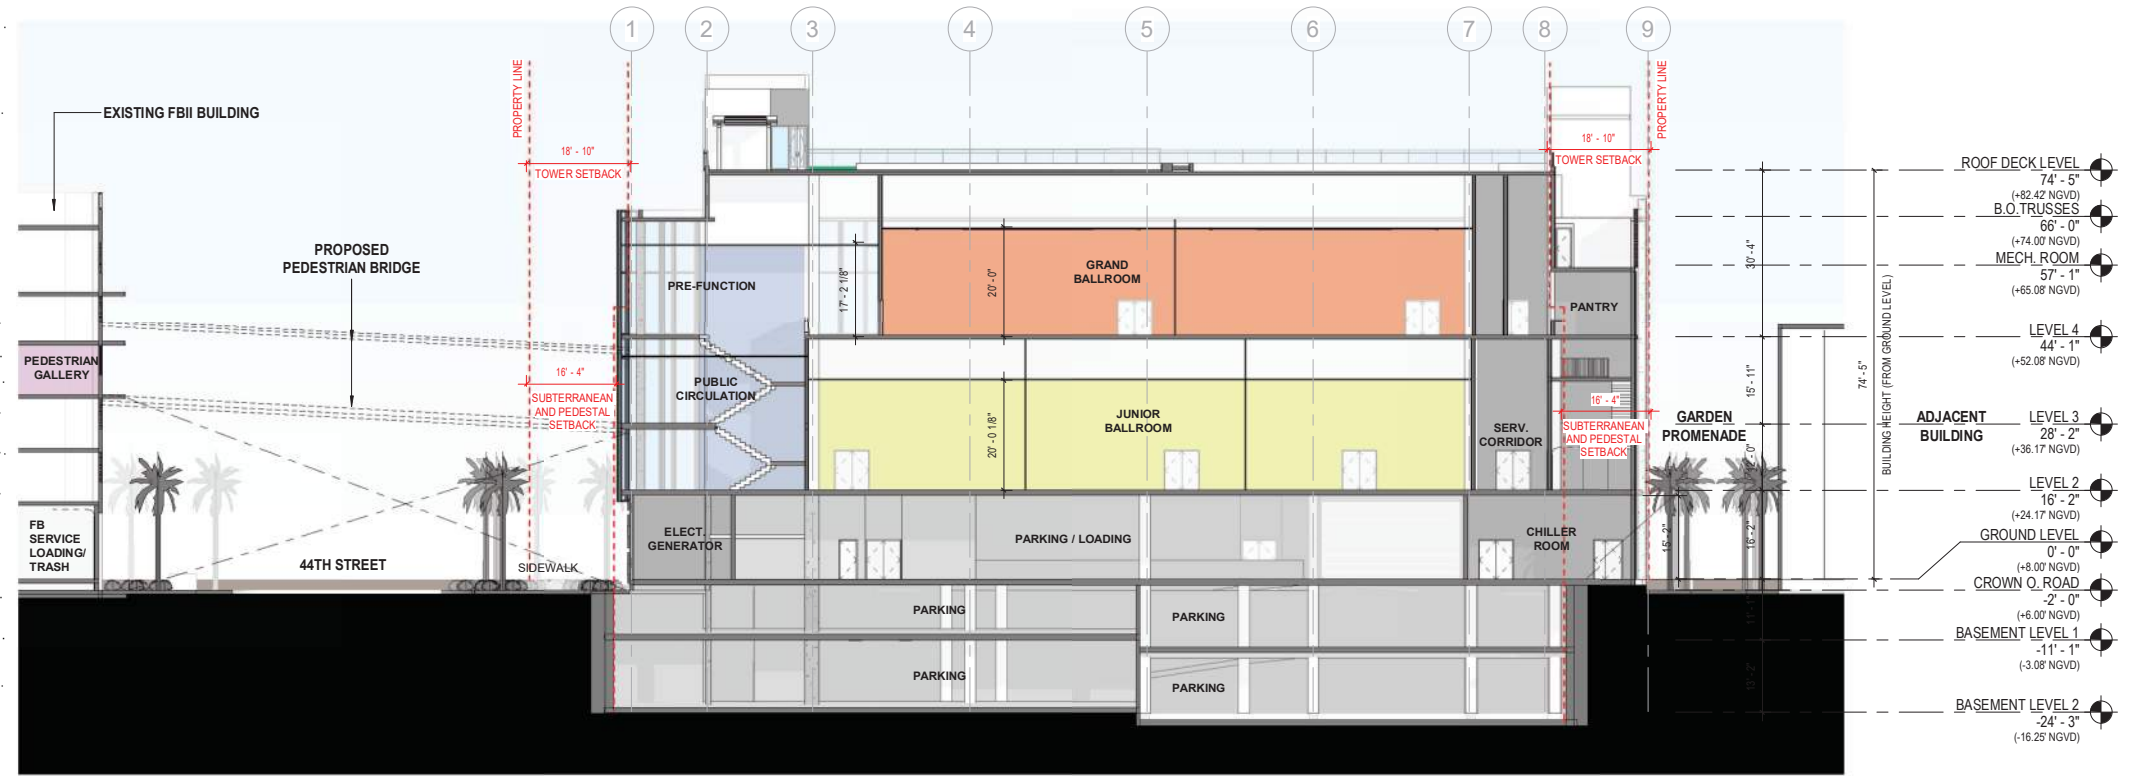 1 2 3 4 5 6 7 8 9
EXISTING FBII BUILDING
PROPERTY LINE
18' - 10"
TOWER SETBACK
PROPERTY LINE
18' - 10"
TOWER SETBACK
PROPOSED
PEDESTRIAN BRIDGE
PRE-FUNCTION
17' - 2 1/8"
20' - 0"
GRAND
BALLROOM
PANTRY
30' - 4"
PEDESTRIAN
GALLERY
16' - 4"
SUBTERRANEAN
AND PEDESTAL
SETBACK
PUBLIC
CIRCULATION
20' - 0 1/8"
JUNIOR
BALLROOM
SERV.
CORRIDOR
16' - 4"
SUBTERRANEAN
AND PEDESTAL
SETBACK
GARDEN
PROMENADE
15' - 11"
74' - 5"
BUILDING HEIGHT (FROM GROUND LEVEL)
ADJACENT
BUILDING
FB
SERVICE
LOADING/
TRASH
44TH STREET
SIDEWALK
ELECT.
GENERATOR
PARKING / LOADING
CHILLER
ROOM
15' - 2"
16' - 2"
PARKING
PARKING
PARKING
PARKING
13' - 2"
ROOF DECK LEVEL
74' - 5"
(+82.42' NGVD)
B.O.TRUSSES
66' - 0"
(+74.00' NGVD)
MECH. ROOM
57' - 1"
(+65.08' NGVD)
LEVEL 4
44' - 1"
(+52.08' NGVD)
LEVEL 3
28' - 2"
(+36.17' NGVD)
LEVEL 2
16' - 2"
(+24.17' NGVD)
GROUND LEVEL
0' - 0"
(+8.00' NGVD)
CROWN O. ROAD
-2' - 0"
(+6.00' NGVD)
BASEMENT LEVEL 1
-11' - 1"
(-3.08' NGVD)
BASEMENT LEVEL 2
-24' - 3"
(-16.25' NGVD)